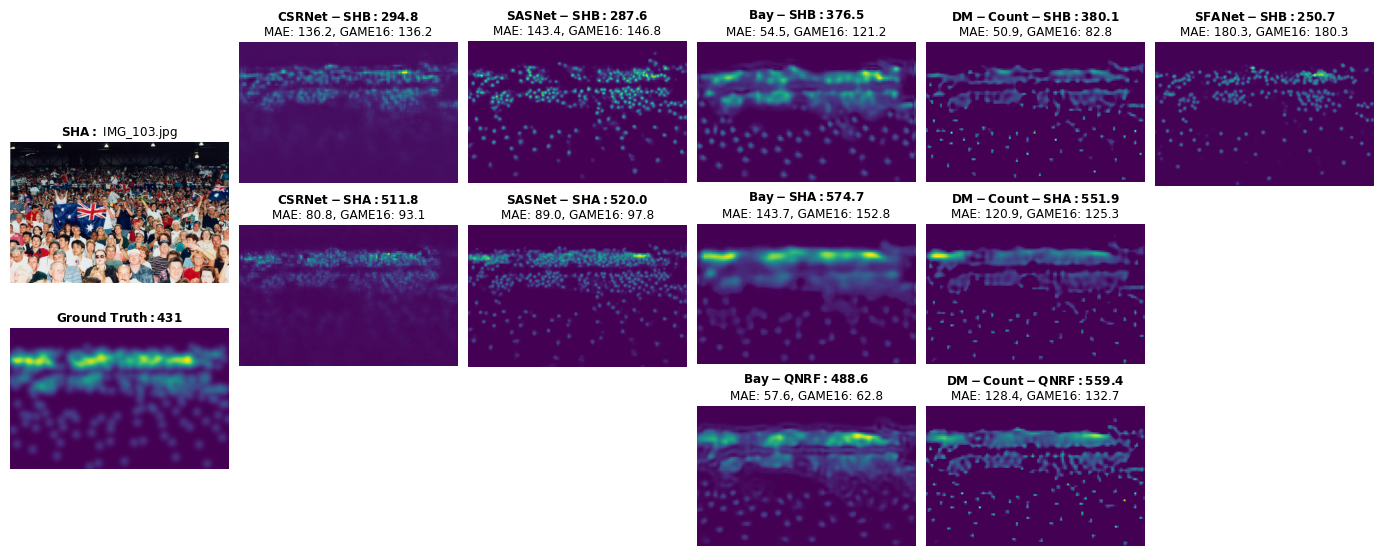 CSRNet − SHB: 294.8
MAE: 136.2, GAME16: 136.2
SASNet − SHB: 287.6
MAE: 143.4, GAME16: 146.8
Bay − SHB: 376.5
MAE: 54.5, GAME16: 121.2
DM − Count − SHB: 380.1
MAE: 50.9, GAME16: 82.8
SFANet − SHB: 250.7
MAE: 180.3, GAME16: 180.3
SHA: IMG_103.jpg
CSRNet − SHA: 511.8
MAE: 80.8, GAME16: 93.1
SASNet − SHA: 520.0
MAE: 89.0, GAME16: 97.8
Bay − SHA: 574.7
MAE: 143.7, GAME16: 152.8
DM − Count − SHA: 551.9
MAE: 120.9, GAME16: 125.3
Ground Truth: 431
Bay − QNRF: 488.6
MAE: 57.6, GAME16: 62.8
DM − Count − QNRF: 559.4
MAE: 128.4, GAME16: 132.7